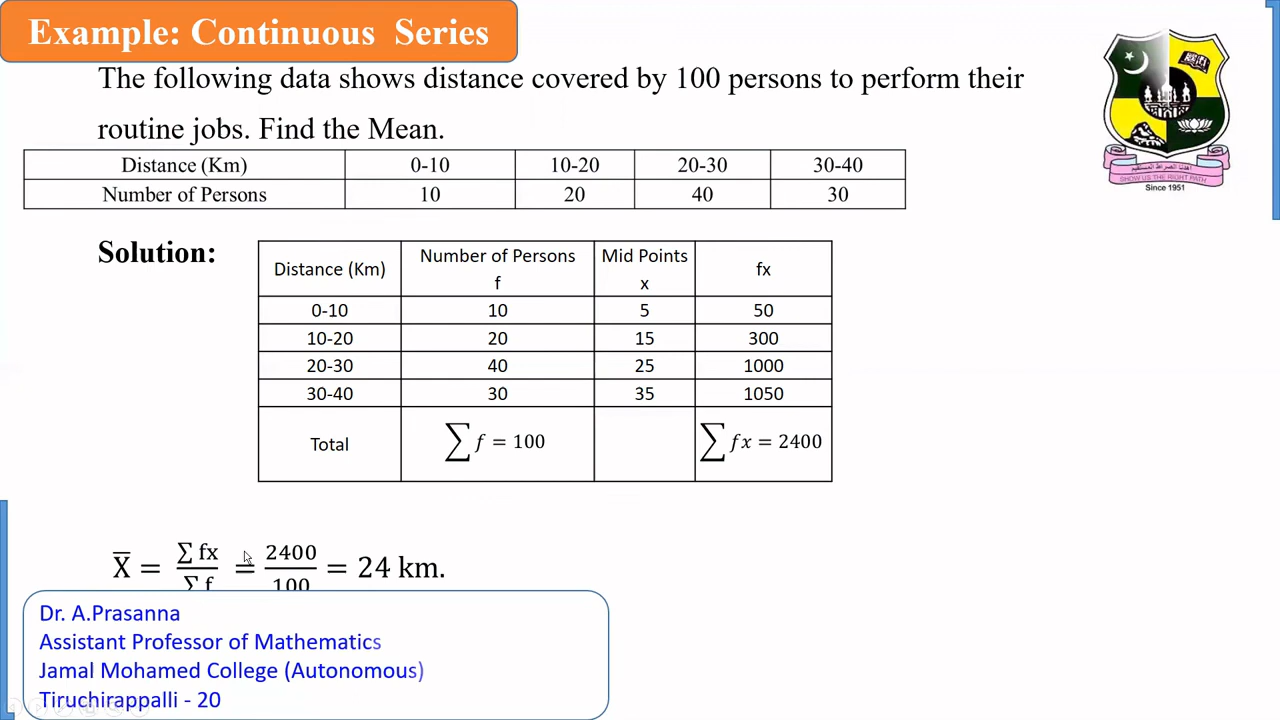 Example: Continuous Series
The following data shows distance covered by 100 persons to perform their
routine jobs. Find the Mean.
Distance (Km) 0-10 10-20 20-30 30-40
Number of Persons 10 20 40 30
SHOW US THE RIGHT PATH
Since 1951
Solution:
Distance (Km) Number of Persons f Mid Points x fx
0-10 10 5 50
10-20 20 15 300
20-30 40 25 1000
30-40 30 35 1050
Total ∑ f = 100 ∑ fx = 2400
X̅ = ∑ fx / ∑ f = 2400 / 100 = 24 km.
Dr. A.Prasanna
Assistant Professor of Mathematics
Jamal Mohamed College (Autonomous)
Tiruchirappalli - 20